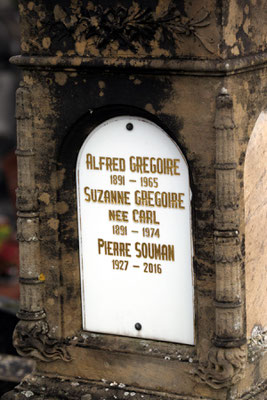 ALFRED GREGOIRE
1891 – 1965
SUZANNE GREGOIRE
NEE CARL
1891 – 1974
PIERRE SOUMAN
1927 – 2016